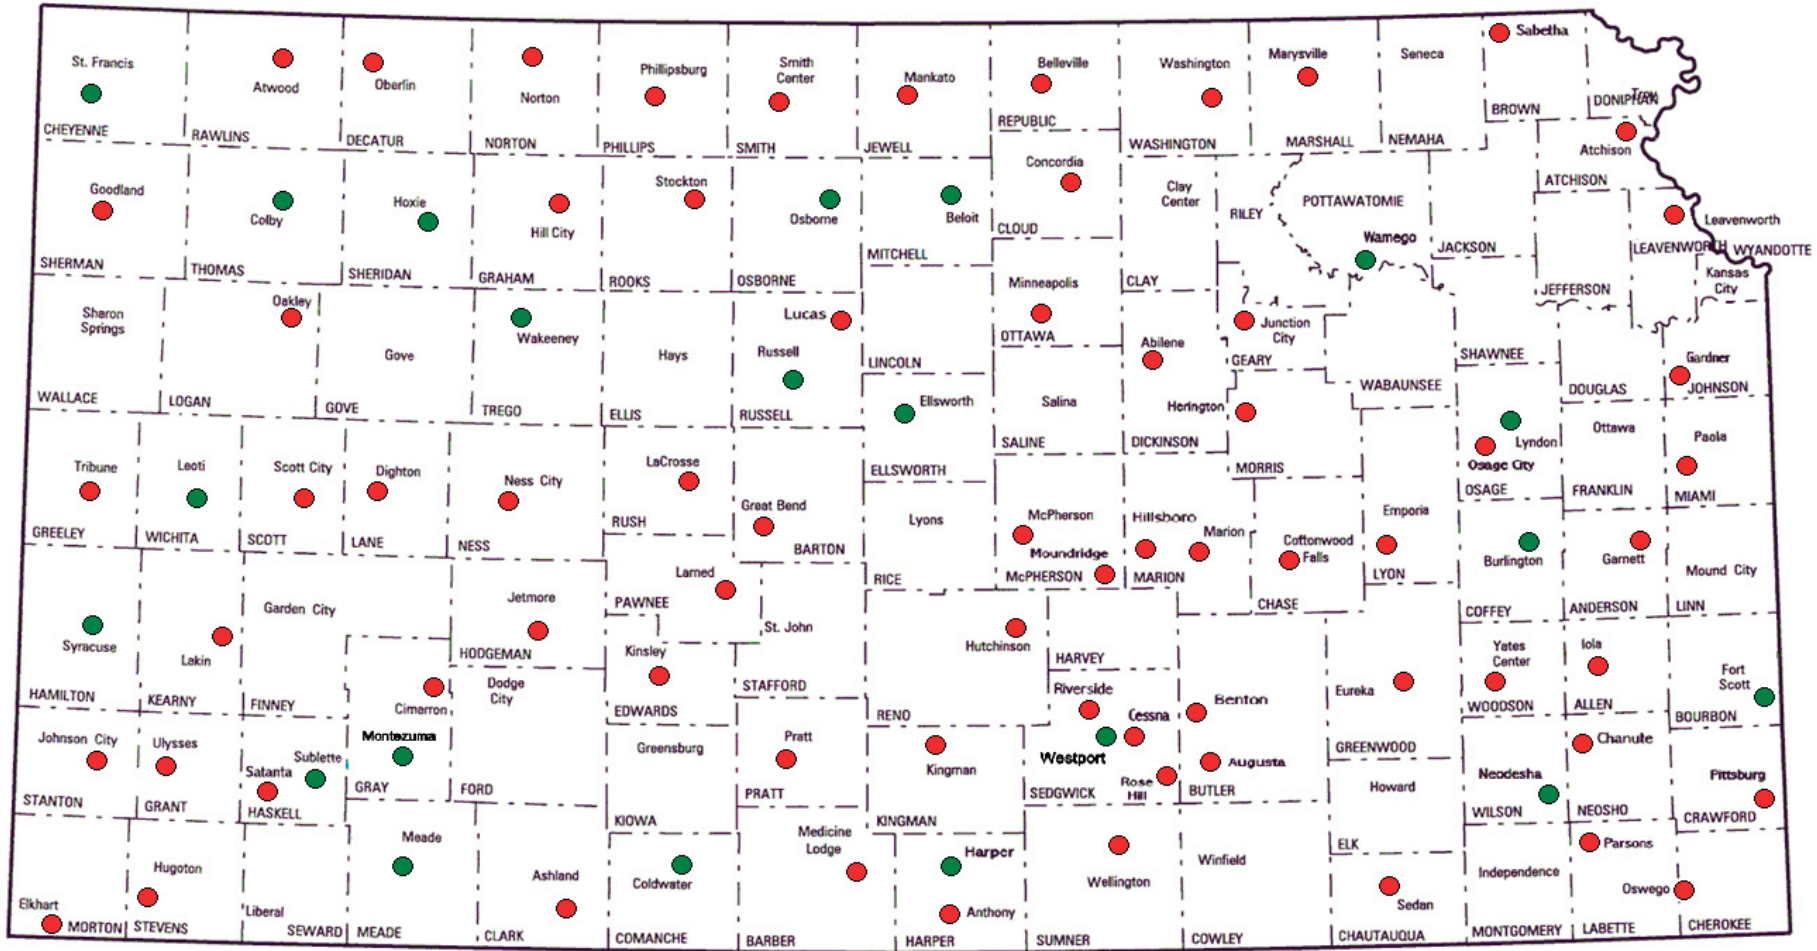 St. Francis
CHEYENNE
Atwood
RAWLINS
Oberlin
DECATUR
Norton
NORTON
Phillipsburg
PHILLIPS
Smith
Center
SMITH
Mankato
JEWELL
Belleville
REPUBLIC
Washington
WASHINGTON
Marysville
MARSHALL
Seneca
NEMAHA
Sabetha
BROWN
Troy
DONIPHAN
Goodland
SHERMAN
Colby
THOMAS
Hoxie
SHERIDAN
Hill City
GRAHAM
Stockton
ROOKS
Osborne
OSBORNE
Beloit
MITCHELL
Concordia
CLOUD
Clay
Center
CLAY
RILEY
POTTAWATOMIE
Wamego
JACKSON
Atchison
ATCHISON
JEFFERSON
Leavenworth
LEAVENWORTH
WYANDOTTE
Kansas
City
Sharon
Springs
WALLACE
Oakley
LOGAN
Gove
GOVE
Wakeeney
TREGO
Hays
ELLIS
Lucas
Russell
RUSSELL
LINCOLN
Ellsworth
ELLSWORTH
Minneapolis
OTTAWA
Salina
SALINE
Abilene
Herington
DICKINSON
Junction
City
GEARY
MORRIS
WABAUNSEE
SHAWNEE
DOUGLAS
Gardner
JOHNSON
Tribune
GREELEY
Leoti
WICHITA
Scott City
SCOTT
Dighton
LANE
Ness City
NESS
LaCrosse
RUSH
Great Bend
BARTON
Lyons
RICE
McPherson
Moundridge
McPHERSON
Hillsboro
Marion
MARION
Cottonwood
Falls
CHASE
Emporia
LYON
Lyndon
Osage City
OSAGE
Ottawa
FRANKLIN
Paola
MIAMI
Burlington
COFFEY
Garnett
ANDERSON
Mound City
LINN
Syracuse
HAMILTON
Lakin
KEARNY
Garden City
FINNEY
Jetmore
HODGEMAN
Larned
PAWNEE
Kinsley
EDWARDS
St. John
STAFFORD
Hutchinson
RENO
HARVEY
Riverside
Cessna
Westport
Rose
Hill
SEDGWICK
Benton
Augusta
BUTLER
Eureka
GREENWOOD
Yates
Center
WOODSON
Iola
ALLEN
Fort
Scott
BOURBON
Johnson City
STANTON
Ulysses
GRANT
Satanta
Sublette
HASKELL
Cimarron
Montezuma
GRAY
Dodge
City
FORD
Greensburg
KIOWA
Pratt
PRATT
Kingman
KINGMAN
Howard
ELK
Neodesha
WILSON
Chanute
NEOSHO
Pittsburg
CRAWFORD
Elkhart
MORTON
Hugoton
STEVENS
Liberal
SEWARD
Meade
MEADE
Ashland
CLARK
Coldwater
COMANCHE
Medicine
Lodge
BARBER
Harper
Anthony
HARPER
Wellington
SUMNER
Winfield
COWLEY
Sedan
CHAUTAUQUA
Independence
MONTGOMERY
Parsons
LABETTE
Oswego
CHEROKEE